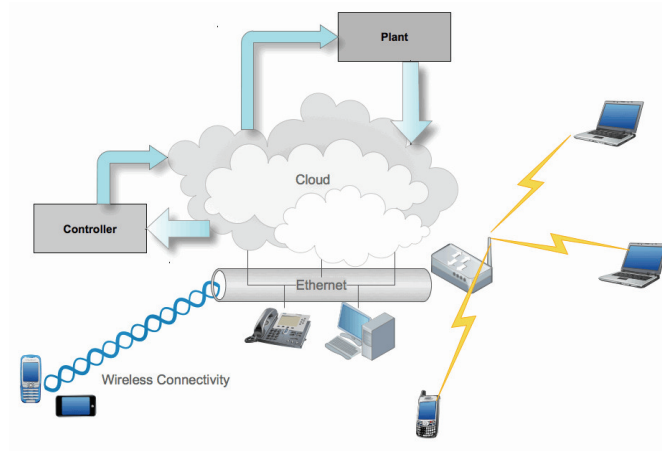 Plant
Cloud
Controller
Ethernet
Wireless Connectivity